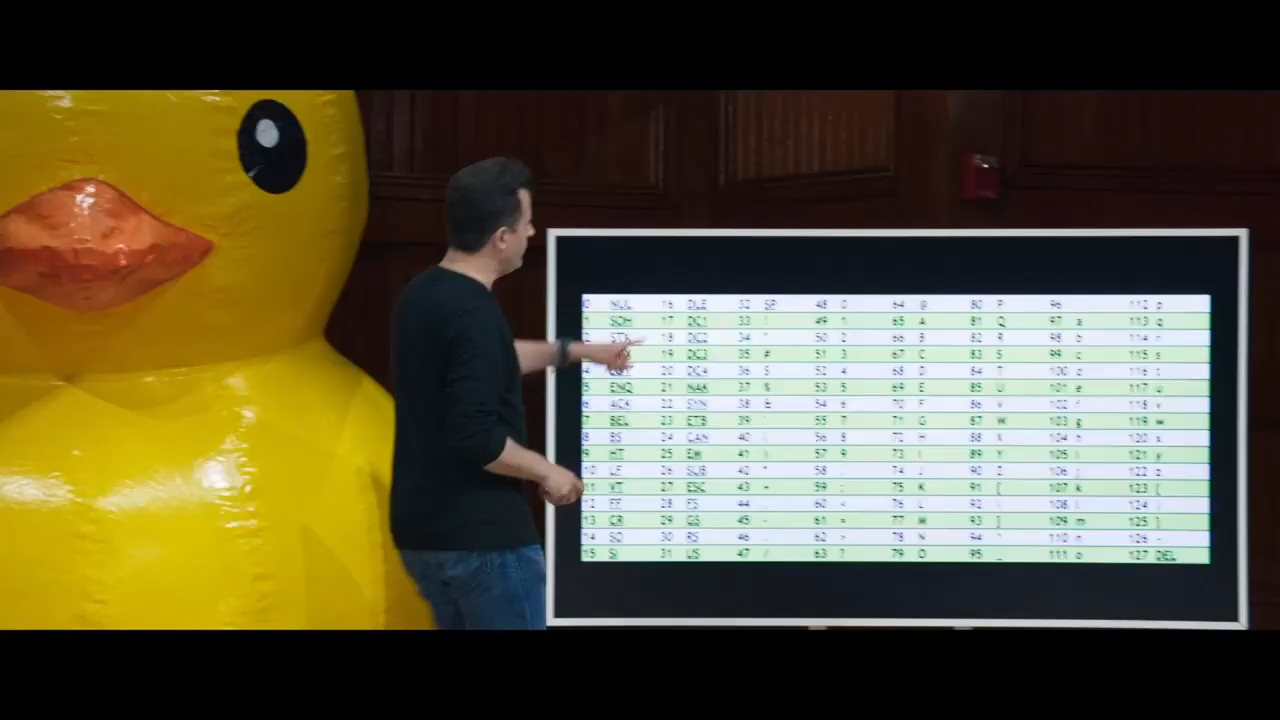 0 NUL 16 DLE 32 SP 48 0 64 @ 80 P 96 112 p
1 SOH 17 DC1 33 ! 49 1 65 A 81 Q 97 a 113 q
2 STX 18 DC2 34 " 50 2 66 B 82 R 98 b 114 r
19 DC3 35 # 51 3 67 C 83 S 99 c 115 s
4 20 DC4 36 $ 52 4 68 D 84 T 100 d 116 t
5 ENQ 21 NAK 37 % 53 5 69 E 85 U 101 e 117 u
6 ACK 22 SYN 38 & 54 6 70 F 86 V 102 f 118 v
7 BEL 23 ETB 39 ' 55 7 71 G 87 W 103 g 119 w
8 BS 24 CAN 40 ( 56 8 72 H 88 X 104 h 120 x
9 HT 25 EM 41 ) 57 9 73 I 89 Y 105 i 121 y
10 LF 26 SUB 42 * 58 : 74 J 90 Z 106 j 122 z
11 VT 27 ESC 43 + 59 ; 75 K 91 [ 107 k 123 {
12 FF 28 FS 44 , 60 < 76 L 92 \ 108 l 124 |
13 CR 29 GS 45 - 61 = 77 M 93 ] 109 m 125 }
14 SO 30 RS 46 . 62 > 78 N 94 ^ 110 n 126 ~
15 SI 31 US 47 / 63 ? 79 O 95 _ 111 o 127 DEL